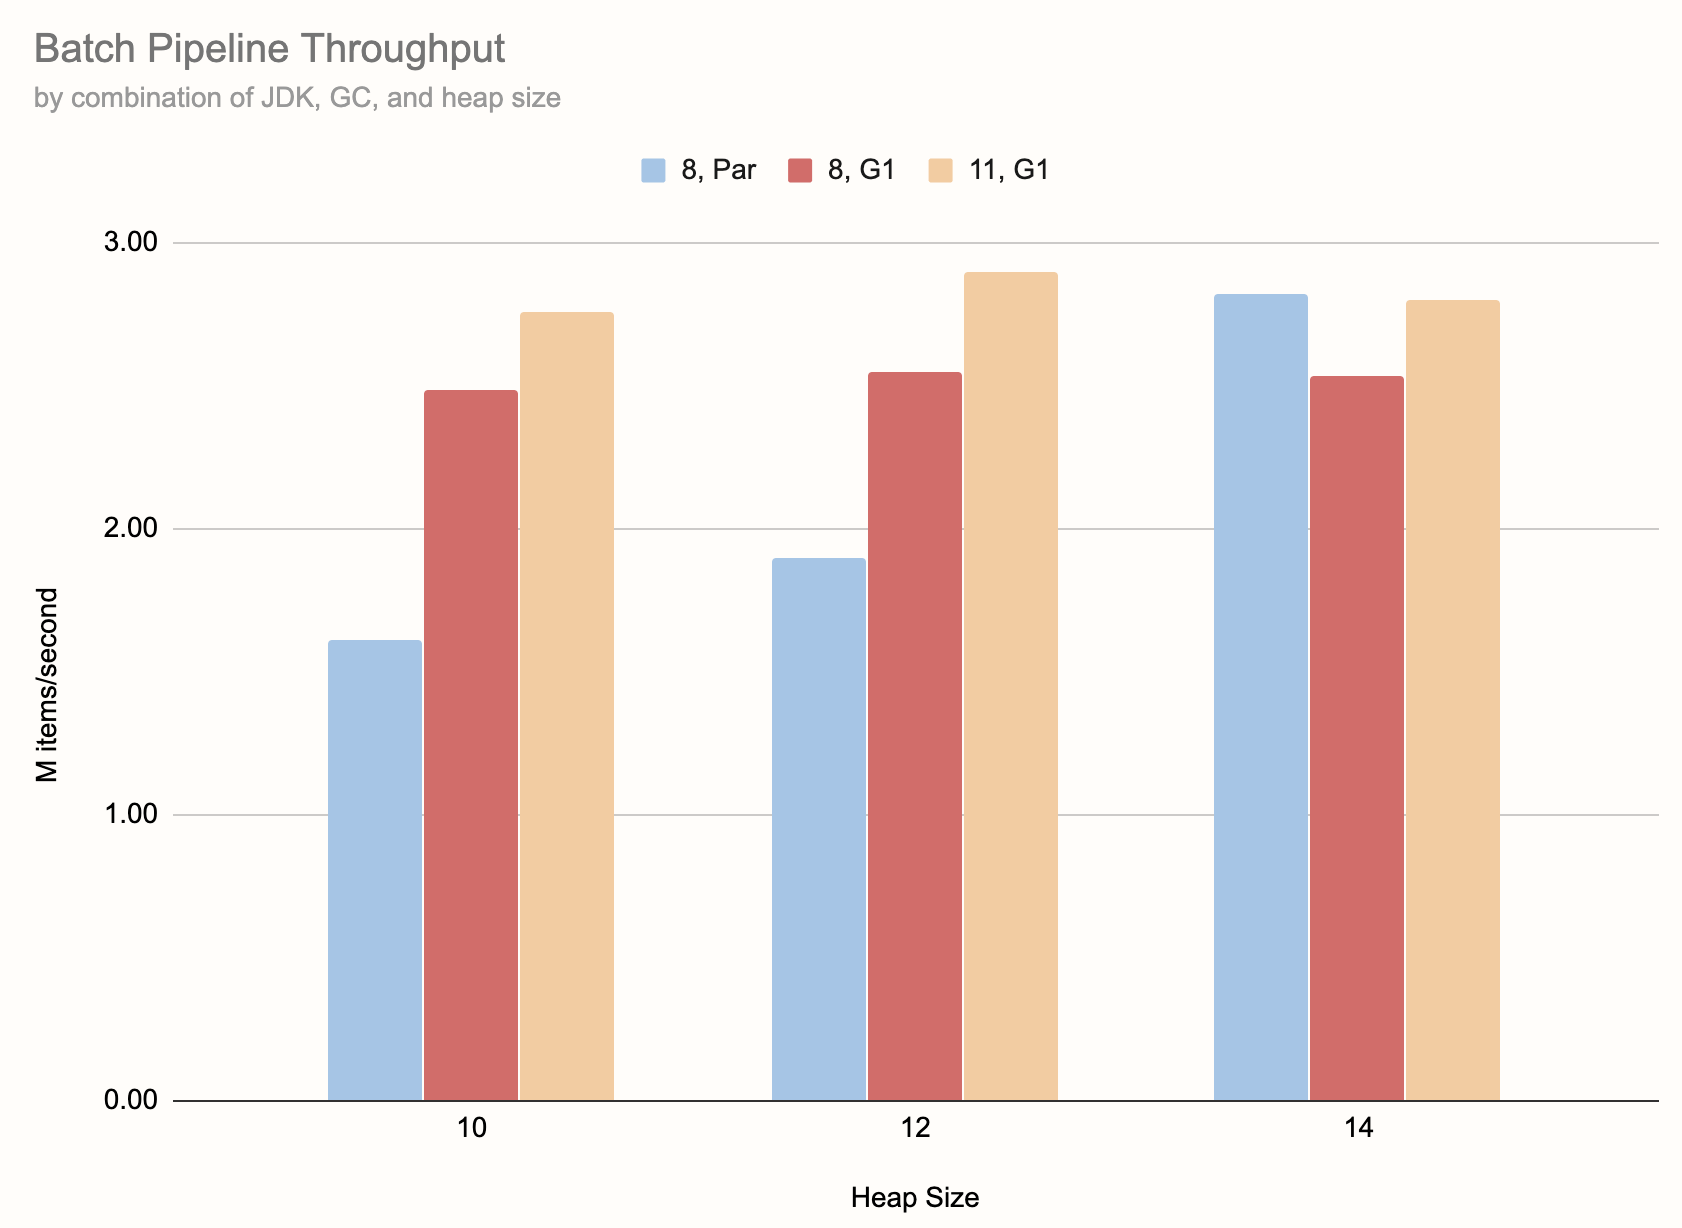 Batch Pipeline Throughput
by combination of JDK, GC, and heap size
8, Par
8, G1
11, G1
3.00
2.00
1.00
0.00
M items/second
10
12
14
Heap Size